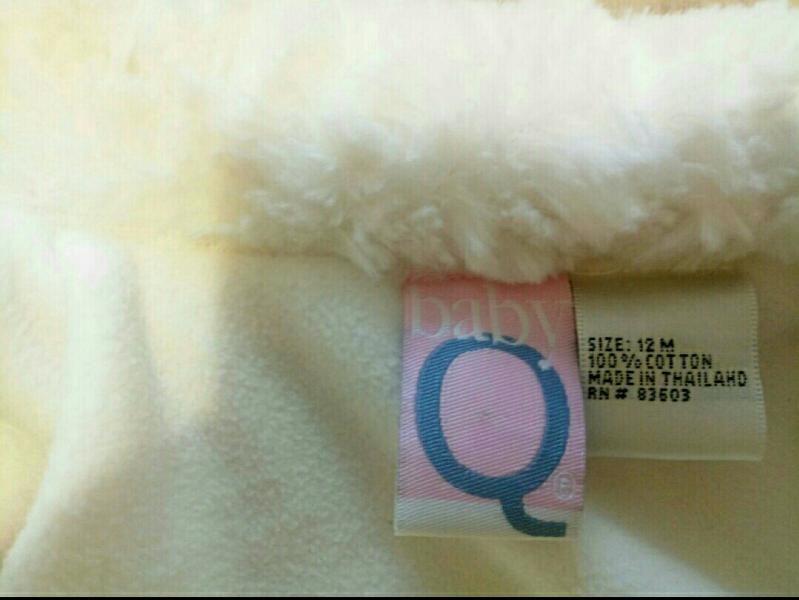 baby
Q
®
SIZE: 12 M
100% COTTON
MADE IN THAILAND
RN # 83603